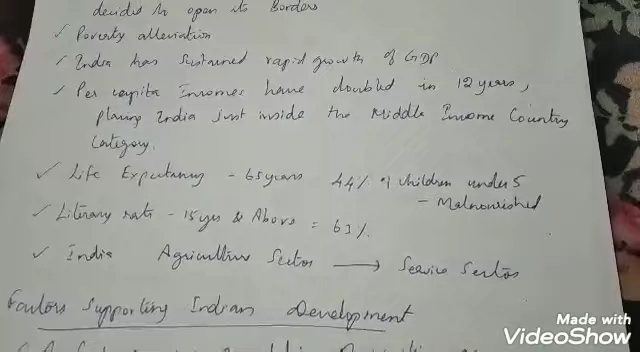 decided to open its Borders
✓ Poverty alleviation
✓ India has sustained rapid growth of GDP
✓ Per capita Incomes have doubled in 12 years,
placing India just inside the Middle Income Country
Category.
✓ Life Expectancy - 65 years 44% of children under 5
- Malnourished
✓ Literacy rate - 15 yrs & Above = 63%.
✓ India Agriculture Sector → Service Sector
Factors Supporting Indian Development
Made with
VideoShow